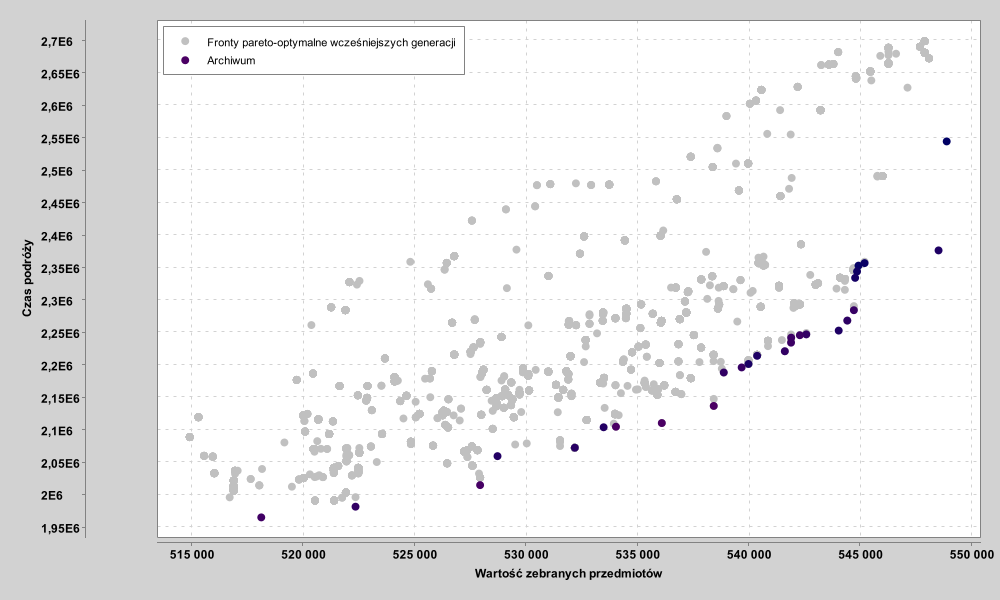 Fronty pareto-optymalne wcześniejszych generacji
Archiwum
Czas podróży
2,7E6
2,65E6
2,6E6
2,55E6
2,5E6
2,45E6
2,4E6
2,35E6
2,3E6
2,25E6
2,2E6
2,15E6
2,1E6
2,05E6
2E6
1,95E6
515 000 520 000 525 000 530 000 535 000 540 000 545 000 550 000
Wartość zebranych przedmiotów